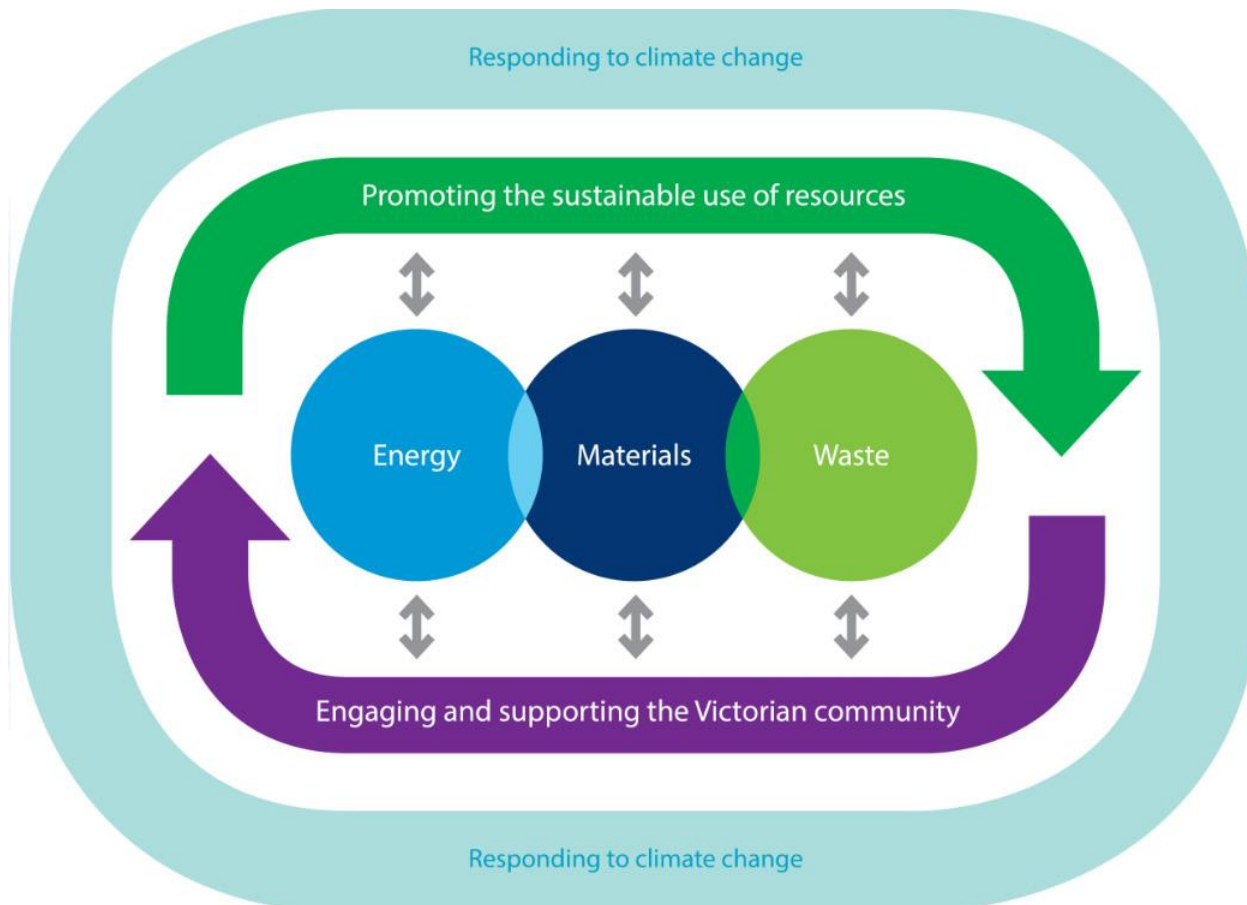 Responding to climate change
Promoting the sustainable use of resources
Energy
Materials
Waste
Engaging and supporting the Victorian community
Responding to climate change